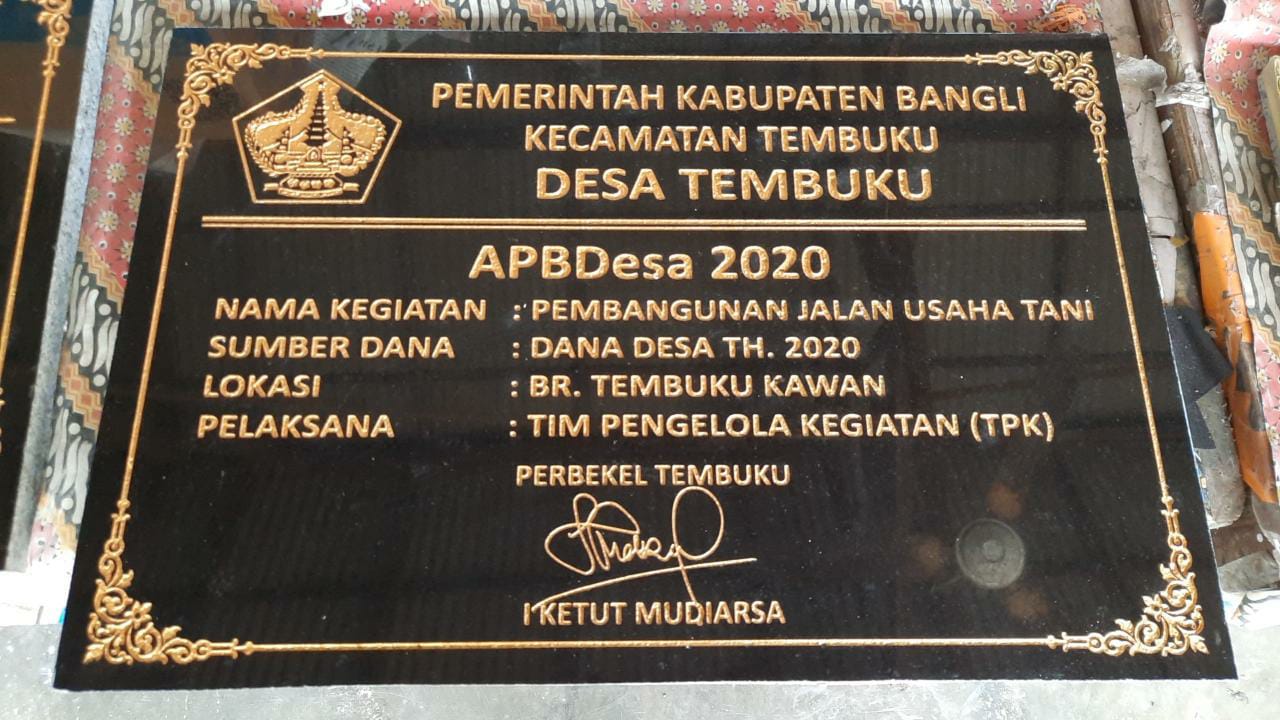 PEMERINTAH KABUPATEN BANGLI
KECAMATAN TEMBUKU
DESA TEMBUKU
APBDesa 2020
NAMA KEGIATAN : PEMBANGUNAN JALAN USAHA TANI
SUMBER DANA : DANA DESA TH. 2020
LOKASI : BR. TEMBUKU KAWAN
PELAKSANA : TIM PENGELOLA KEGIATAN (TPK)
PERBEKEL TEMBUKU
I KETUT MUDIARSA